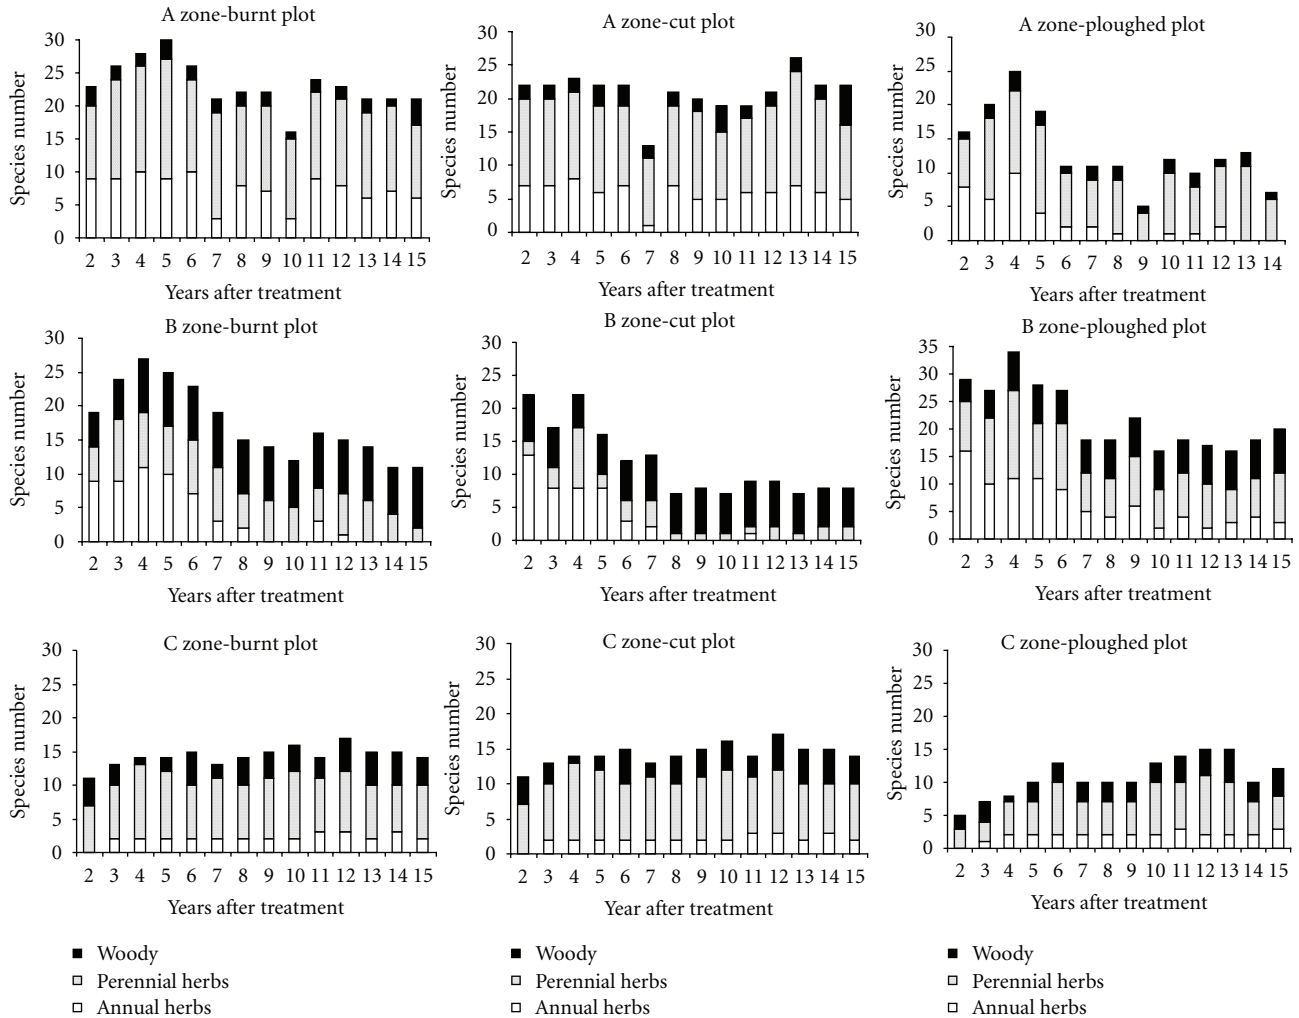 A zone-burnt plot
Species number
30
25
20
15
10
5
0
2 3 4 5 6 7 8 9 10 11 12 13 14 15
Years after treatment
A zone-cut plot
Species number
30
25
20
15
10
5
0
2 3 4 5 6 7 8 9 10 11 12 13 14 15
Years after treatment
A zone-ploughed plot
Species number
30
25
20
15
10
5
0
2 3 4 5 6 7 8 9 10 11 12 13 14
Years after treatment
B zone-burnt plot
Species number
30
25
20
15
10
5
0
2 3 4 5 6 7 8 9 10 11 12 13 14 15
Years after treatment
B zone-cut plot
Species number
30
25
20
15
10
5
0
2 3 4 5 6 7 8 9 10 11 12 13 14 15
Years after treatment
B zone-ploughed plot
Species number
35
30
25
20
15
10
5
0
2 3 4 5 6 7 8 9 10 11 12 13 14 15
Years after treatment
C zone-burnt plot
Species number
30
25
20
15
10
5
0
2 3 4 5 6 7 8 9 10 11 12 13 14 15
Years after treatment
C zone-cut plot
Species number
30
25
20
15
10
5
0
2 3 4 5 6 7 8 9 10 11 12 13 14 15
Year after treatment
C zone-ploughed plot
Species number
30
25
20
15
10
5
0
2 3 4 5 6 7 8 9 10 11 12 13 14 15
Years after treatment
Woody
Perennial herbs
Annual herbs
Woody
Perennial herbs
Annual herbs
Woody
Perennial herbs
Annual herbs